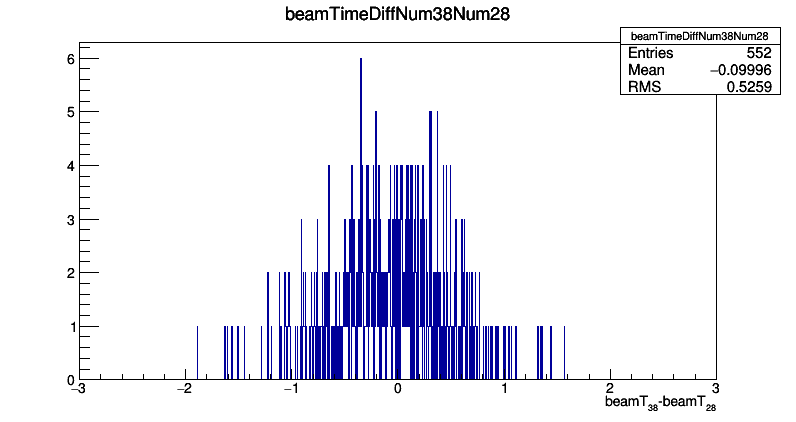 beamTimeDiffNum38Num28
beamTimeDiffNum38Num28
Entries 552
Mean −0.09996
RMS 0.5259
6
5
4
3
2
1
0
−3 −2 −1 0 1 2 3
beamT38-beamT28